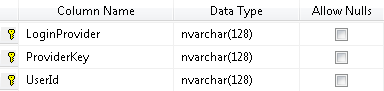 Column Name Data Type Allow Nulls
LoginProvider nvarchar(128)
ProviderKey nvarchar(128)
UserId nvarchar(128)